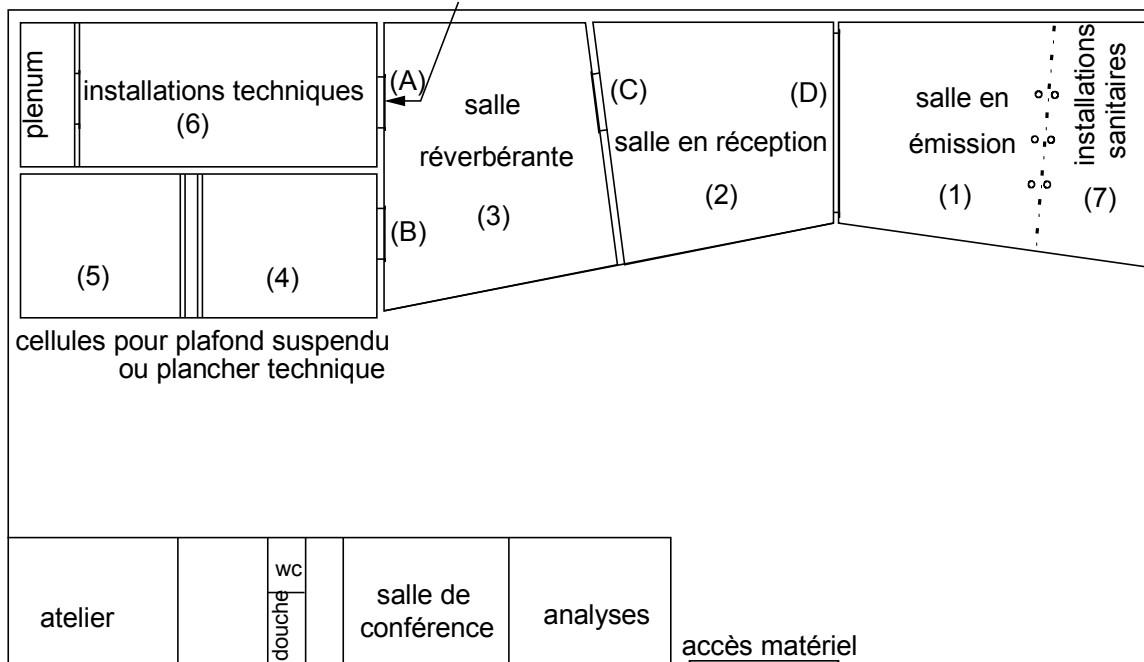 plenum
installations techniques
(6)
(A)
salle
réverbérante
(3)
(B)
(C)
salle en réception
(2)
(D)
salle en
émission
(1)
installations
sanitaires
(7)
(5)
(4)
cellules pour plafond suspendu
ou plancher technique
atelier
wc
douche
salle de
conférence
analyses
accès matériel